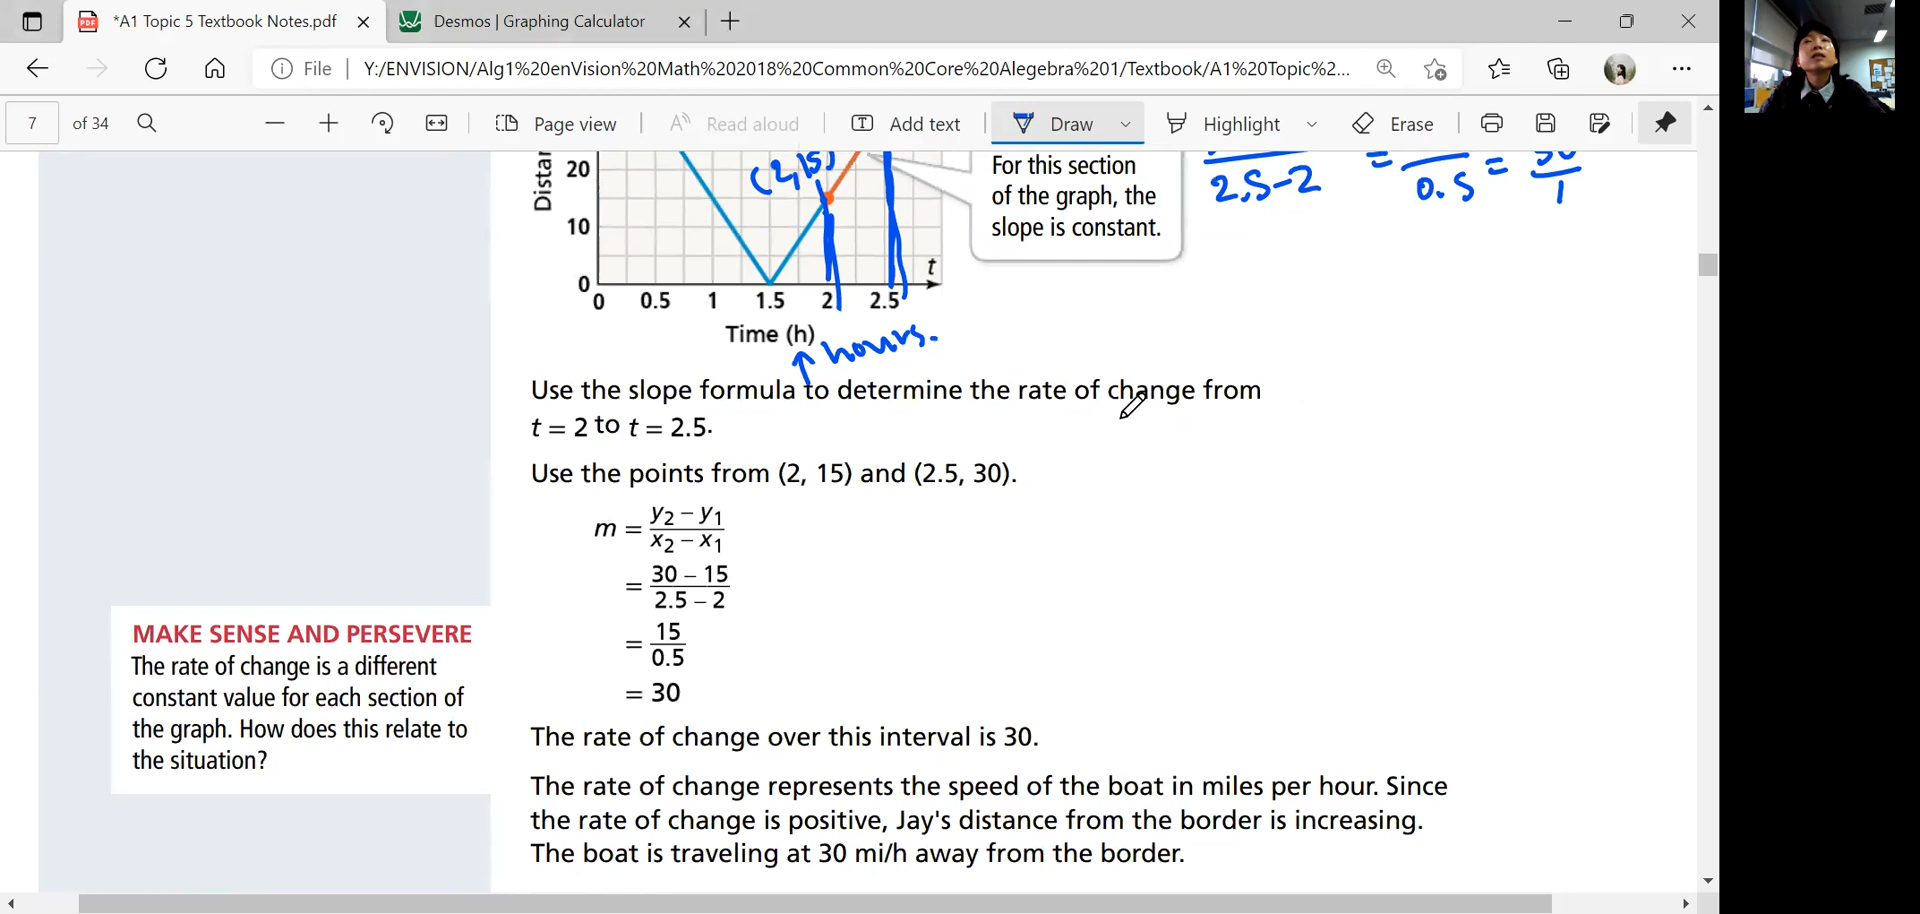 *A1 Topic 5 Textbook Notes.pdf
Desmos | Graphing Calculator
File
Y:/ENVISION/Alg1%20enVision%20Math%202018%20Common%20Core%20Alegebra%201/Textbook/A1%20Topic%2...
7 of 34
Page view
Read aloud
Add text
Draw
Highlight
Erase
Distan
20
10
0
0 0.5 1 1.5 2 2.5
t
Time (h)
(2,15)
hours.
For this section
of the graph, the
slope is constant.
2.5-2 = 0.5 = 1
Use the slope formula to determine the rate of change from
t = 2 to t = 2.5.
Use the points from (2, 15) and (2.5, 30).
m = y₂ − y₁ / x₂ − x₁
= 30 − 15 / 2.5 − 2
= 15 / 0.5
= 30
The rate of change over this interval is 30.
The rate of change represents the speed of the boat in miles per hour. Since
the rate of change is positive, Jay's distance from the border is increasing.
The boat is traveling at 30 mi/h away from the border.
MAKE SENSE AND PERSEVERE
The rate of change is a different
constant value for each section of
the graph. How does this relate to
the situation?